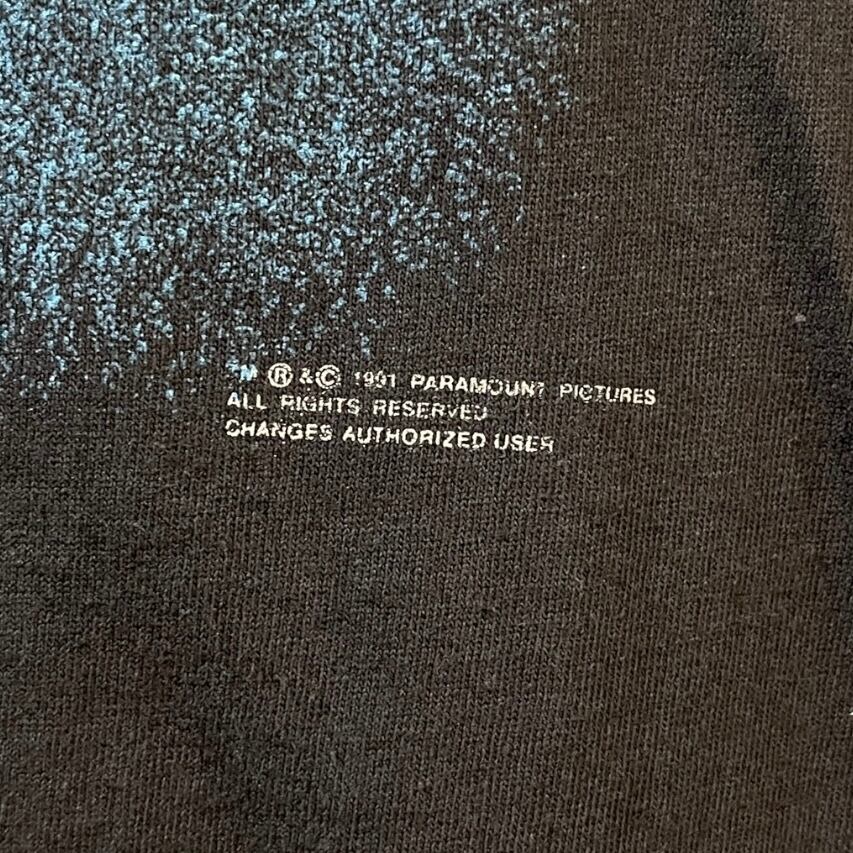 ™ ® & © 1991 PARAMOUNT PICTURES
ALL RIGHTS RESERVED
CHANGES AUTHORIZED USER